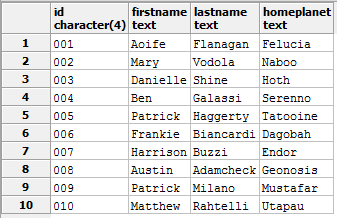 id firstname lastname homeplanet
character(4) text text text
1 001 Aoife Flanagan Felucia
2 002 Mary Vodola Naboo
3 003 Danielle Shine Hoth
4 004 Ben Galassi Serenno
5 005 Patrick Haggerty Tatooine
6 006 Frankie Biancardi Dagobah
7 007 Harrison Buzzi Endor
8 008 Austin Adamcheck Geonosis
9 009 Patrick Milano Mustafar
10 010 Matthew Rahtelli Utapau